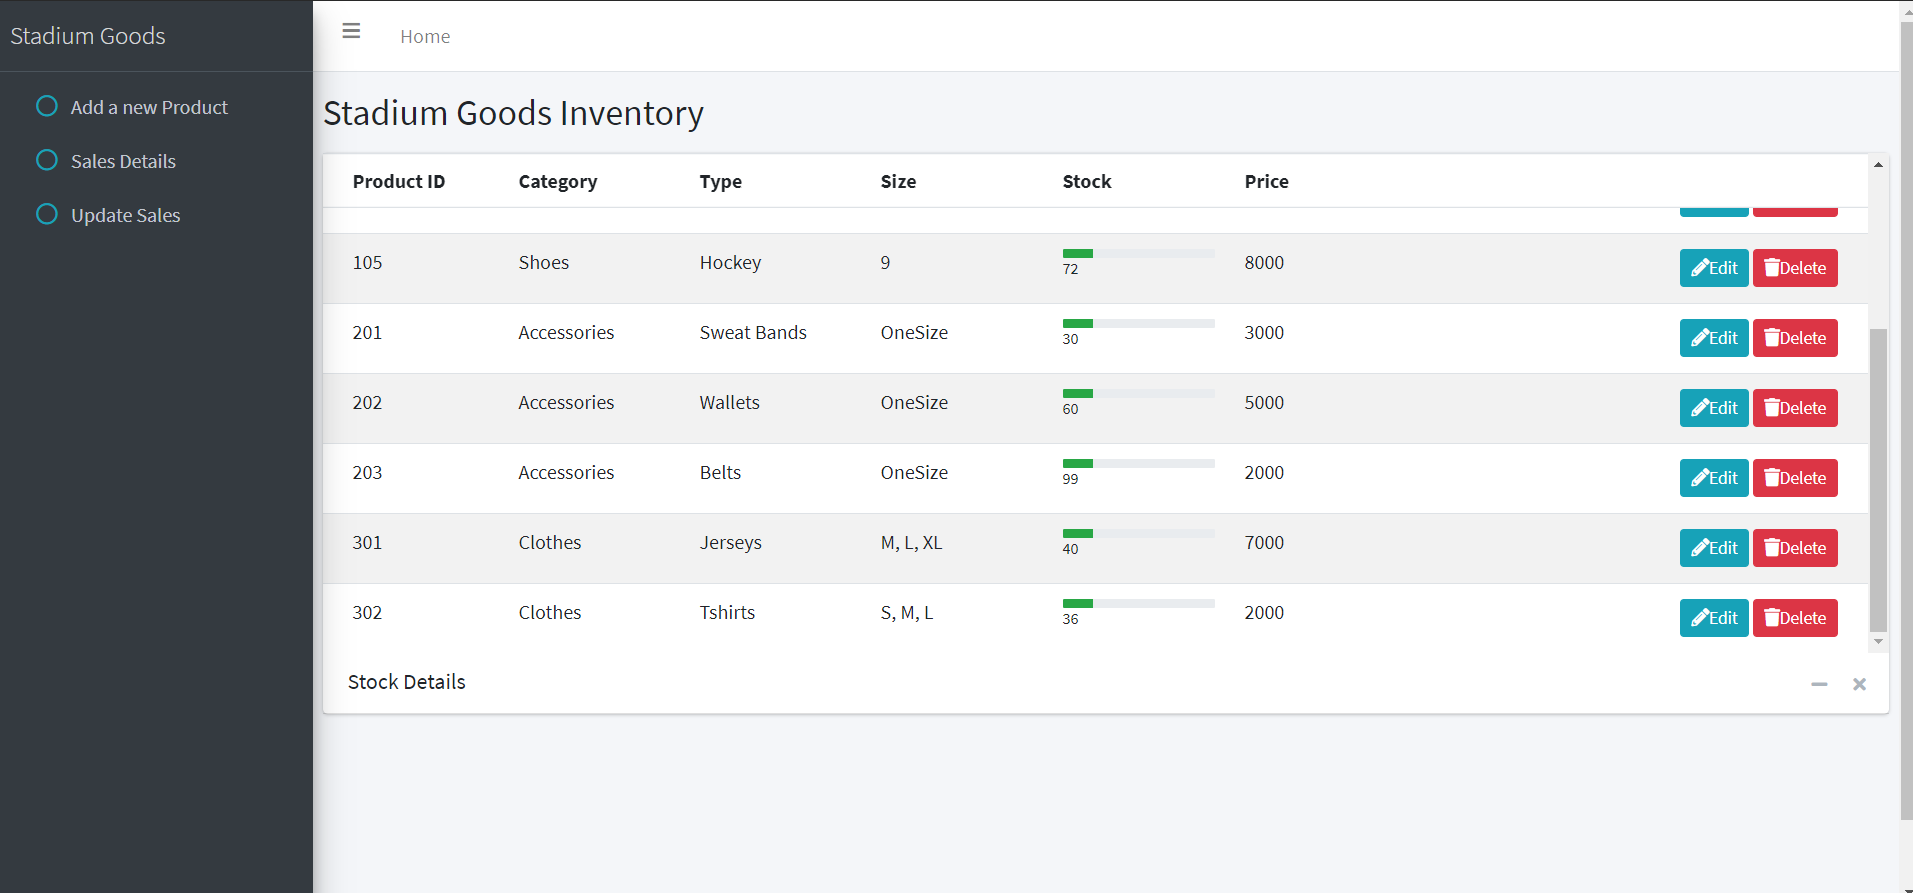 Stadium Goods
Home
Add a new Product
Sales Details
Update Sales
Stadium Goods Inventory
Product ID Category Type Size Stock Price
105 Shoes Hockey 9 72 8000 Edit Delete
201 Accessories Sweat Bands OneSize 30 3000 Edit Delete
202 Accessories Wallets OneSize 60 5000 Edit Delete
203 Accessories Belts OneSize 99 2000 Edit Delete
301 Clothes Jerseys M, L, XL 40 7000 Edit Delete
302 Clothes Tshirts S, M, L 36 2000 Edit Delete
Stock Details